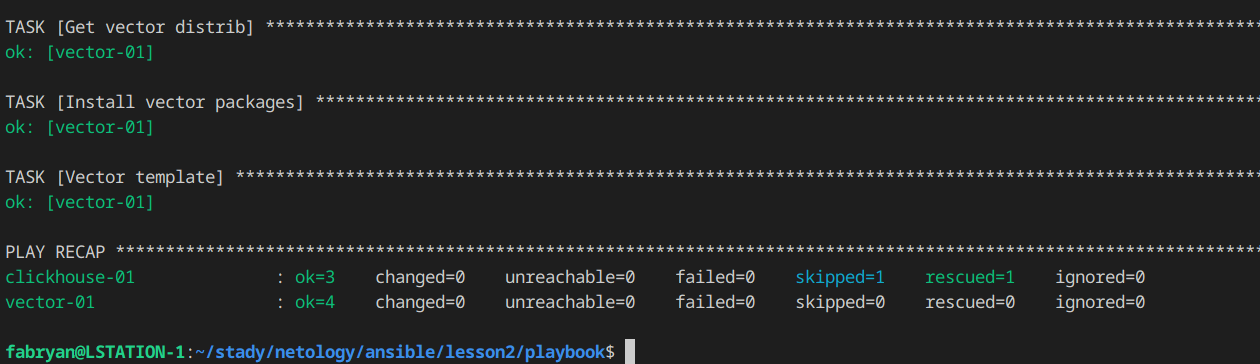 TASK [Get vector distrib] ****************************************************************************************************
ok: [vector-01]
TASK [Install vector packages] ***********************************************************************************************
ok: [vector-01]
TASK [Vector template] *******************************************************************************************************
ok: [vector-01]
PLAY RECAP *******************************************************************************************************************
clickhouse-01 : ok=3 changed=0 unreachable=0 failed=0 skipped=1 rescued=1 ignored=0
vector-01 : ok=4 changed=0 unreachable=0 failed=0 skipped=0 rescued=0 ignored=0
fabryan@LSTATION-1:~/stady/netology/ansible/lesson2/playbook$